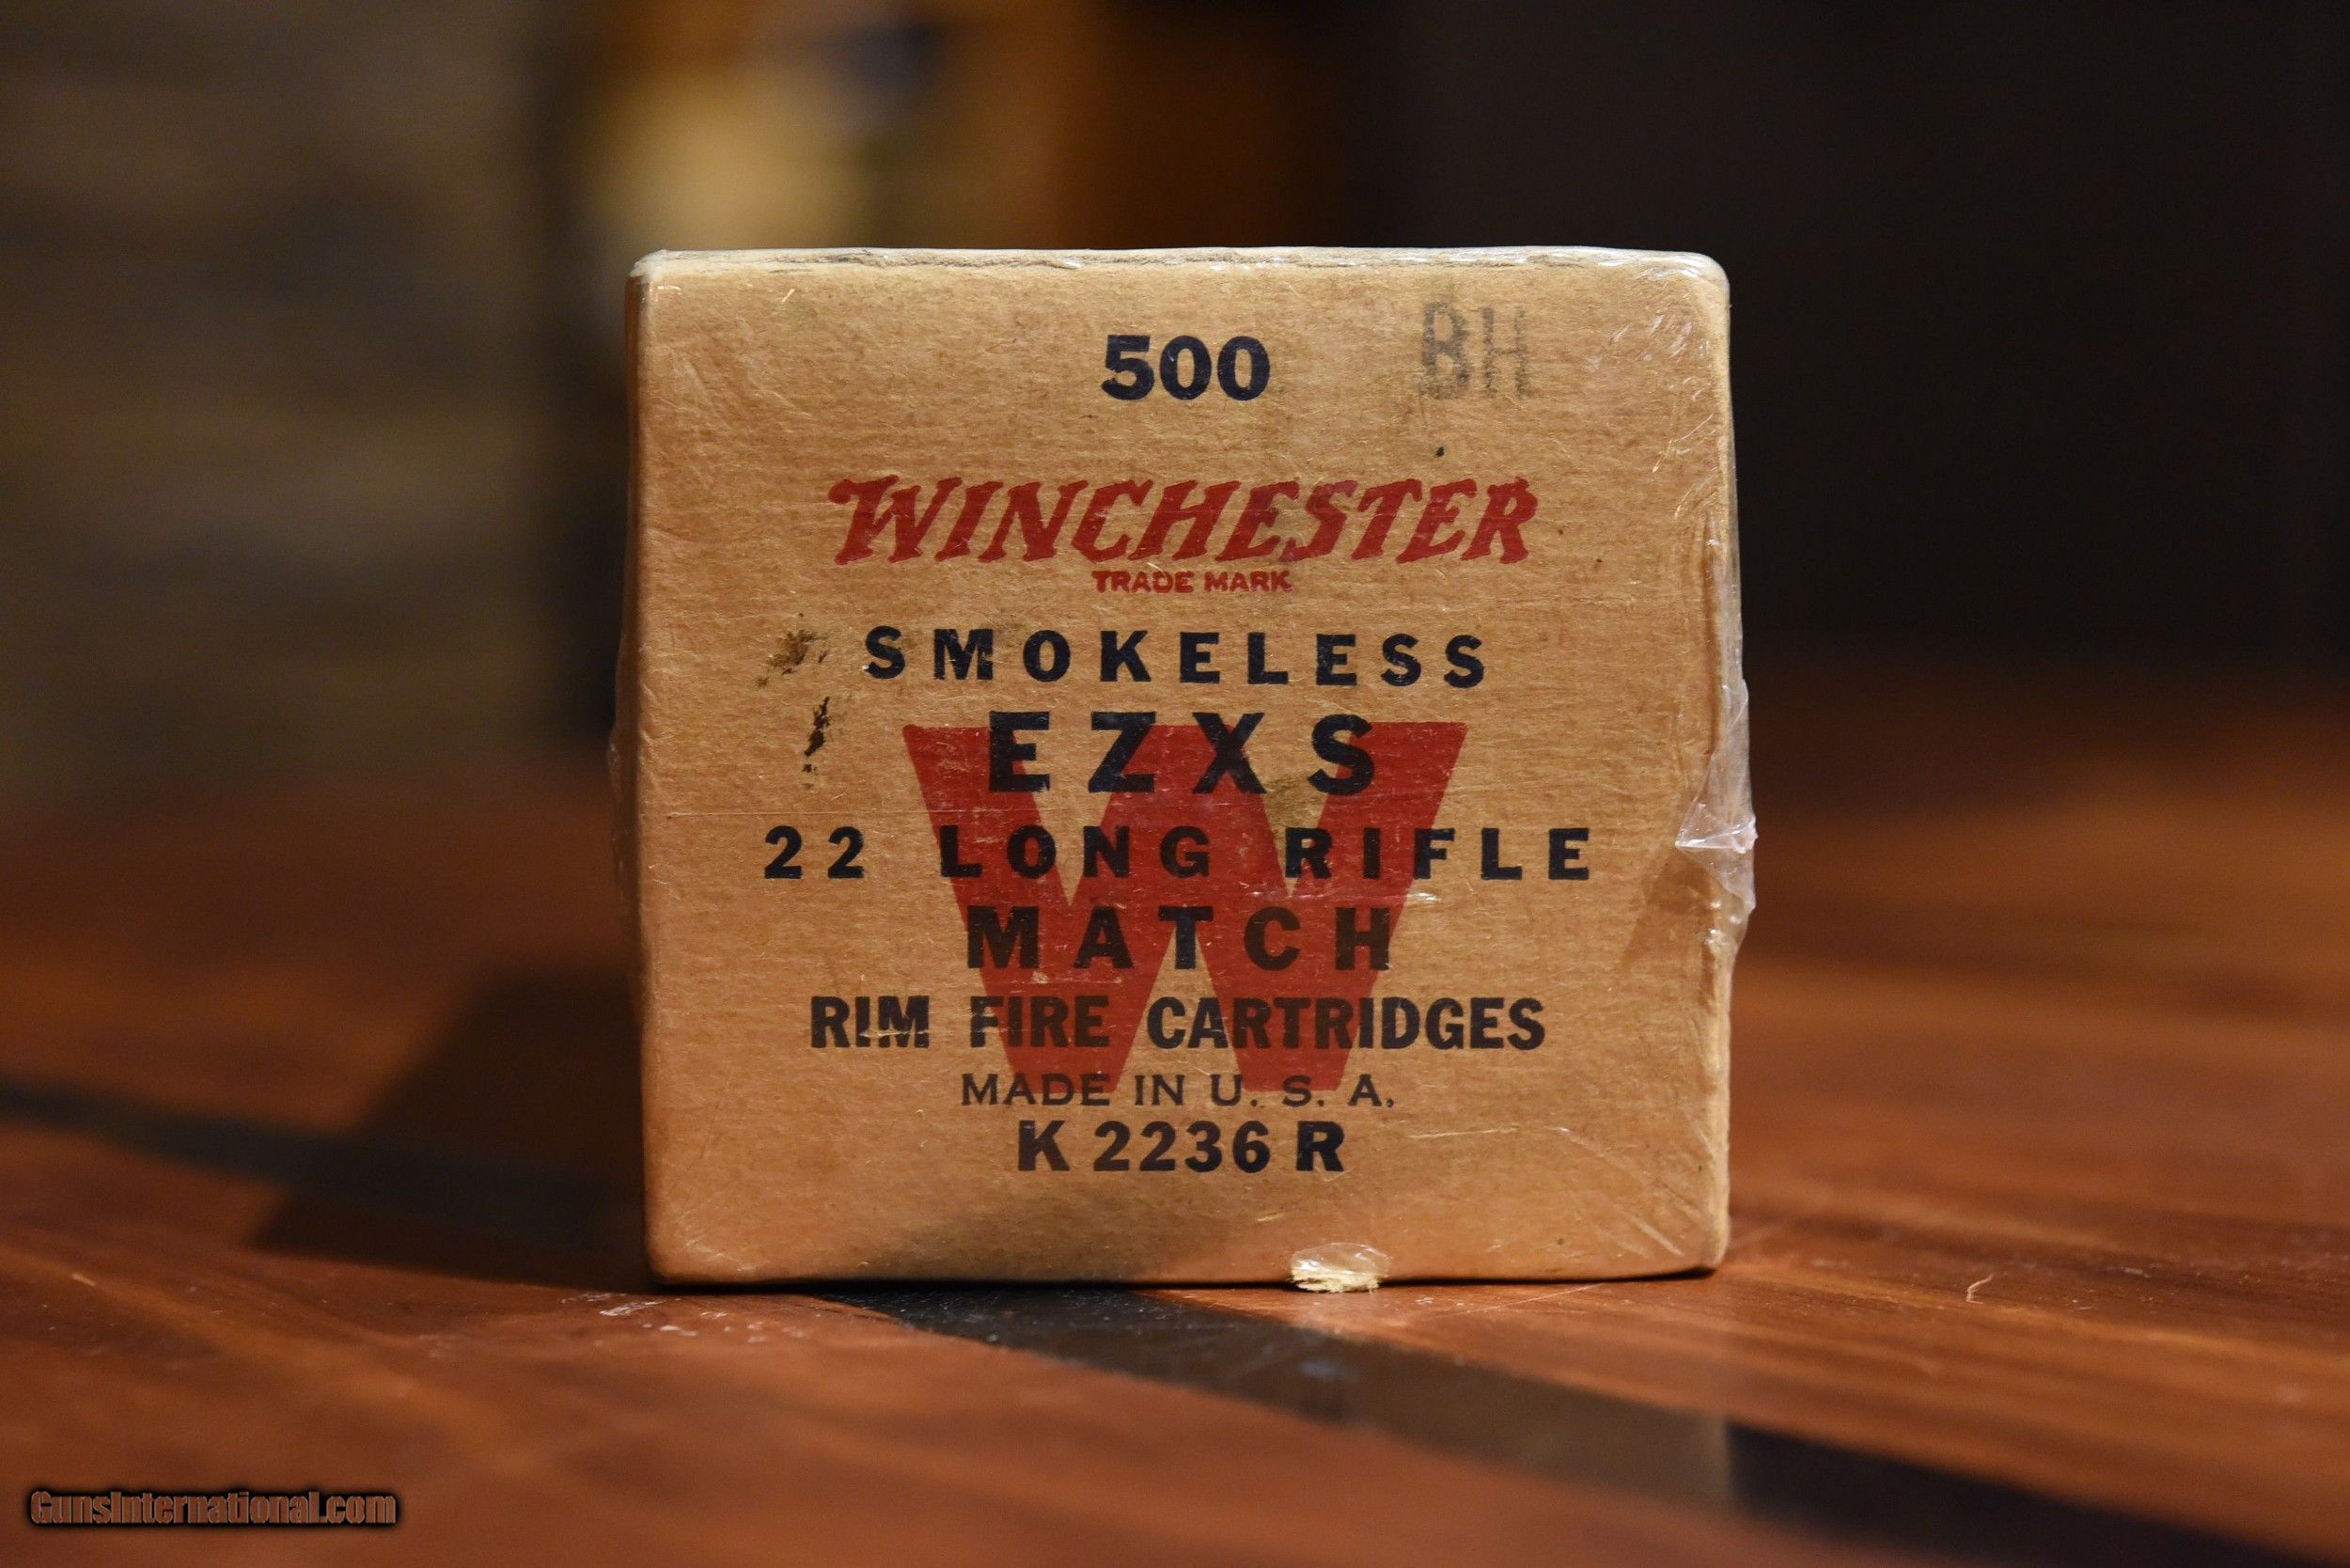 500 BH
WINCHESTER
TRADE MARK
SMOKELESS
EZXS
22 LONG RIFLE
MATCH
RIM FIRE CARTRIDGES
MADE IN U. S. A.
K 2236 R
GunsInternational.com